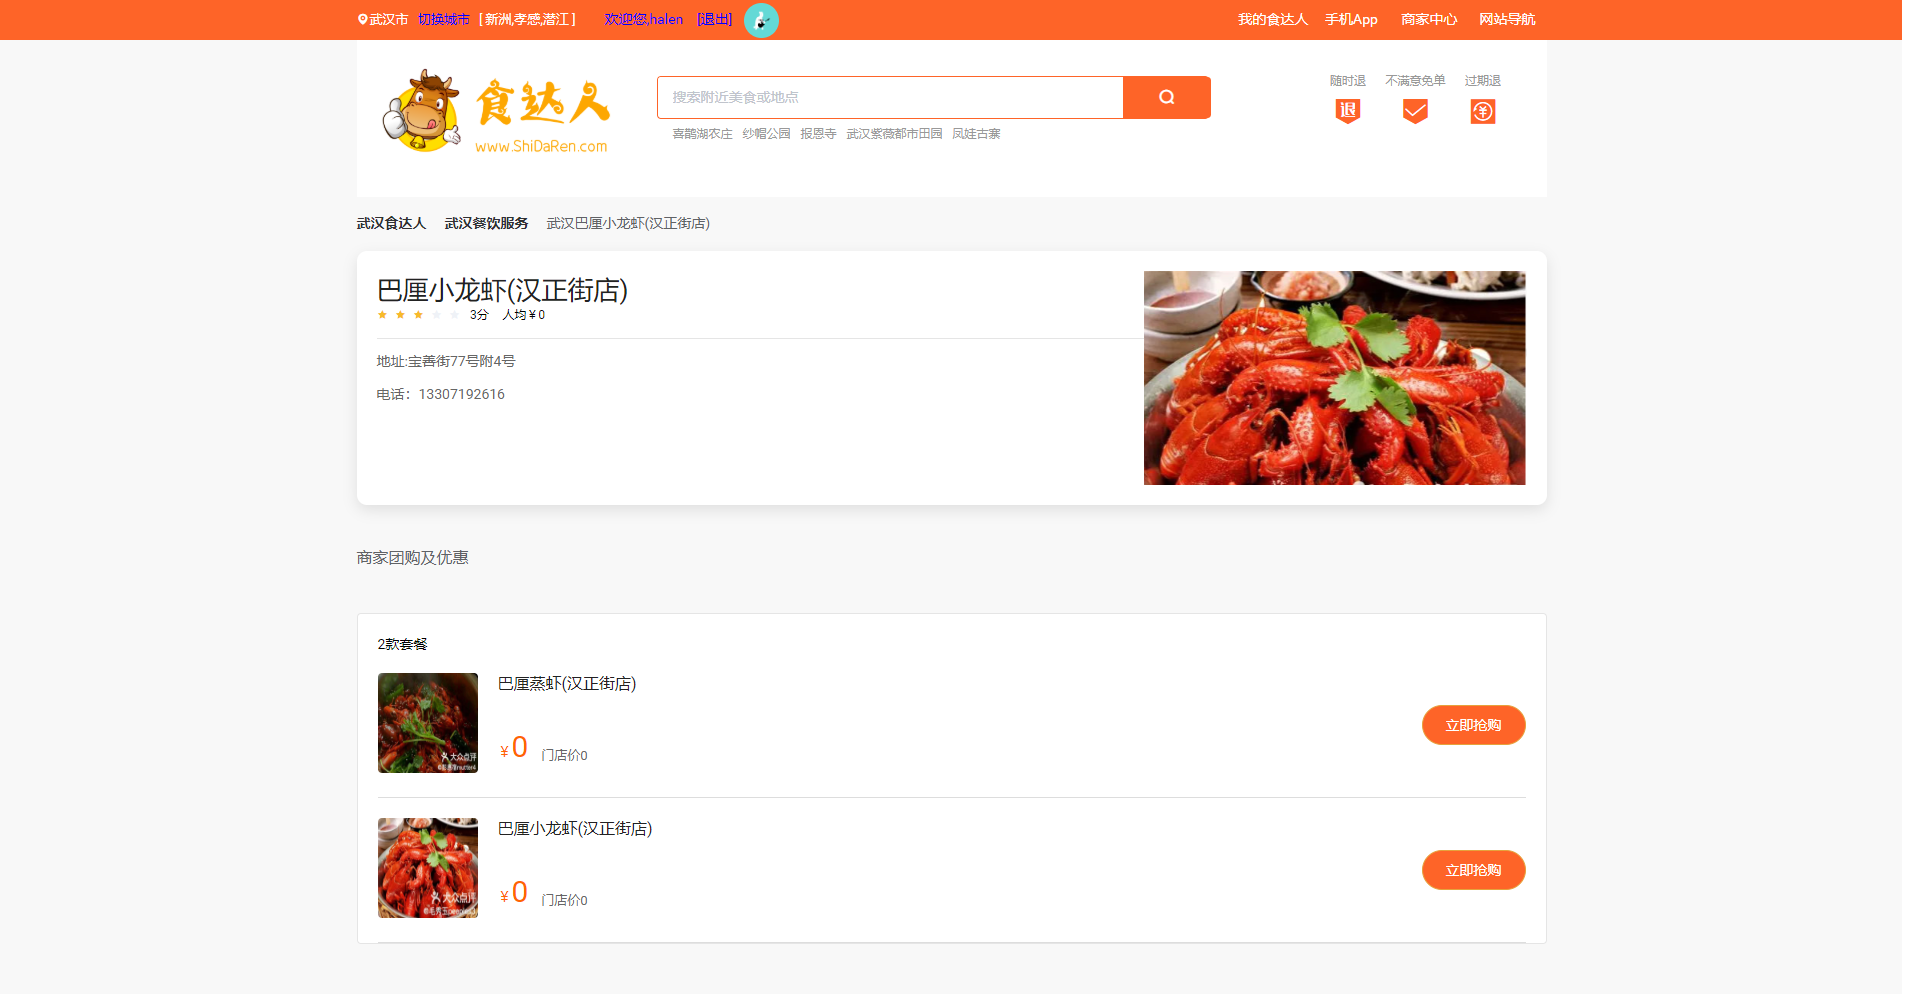 武汉市 切换城市 [ 新洲,孝感,潜江 ] 欢迎您,halen [退出] 我的食达人 手机App 商家中心 网站导航
食达人
www.ShiDaRen.com
搜索附近美食或地点
喜鹊湖农庄 纱帽公园 报恩寺 武汉紫薇都市田园 凤娃古寨
随时退 不满意免单 过期退
退
武汉食达人 武汉餐饮服务 武汉巴厘小龙虾(汉正街店)
巴厘小龙虾(汉正街店)
3分 人均 ¥ 0
地址:宝善街77号附4号
电话：13307192616
商家团购及优惠
2款套餐
巴厘蒸虾(汉正街店)
立即抢购
¥ 0 门店价0
大众点评
巴厘小龙虾(汉正街店)
立即抢购
¥ 0 门店价0
大众点评